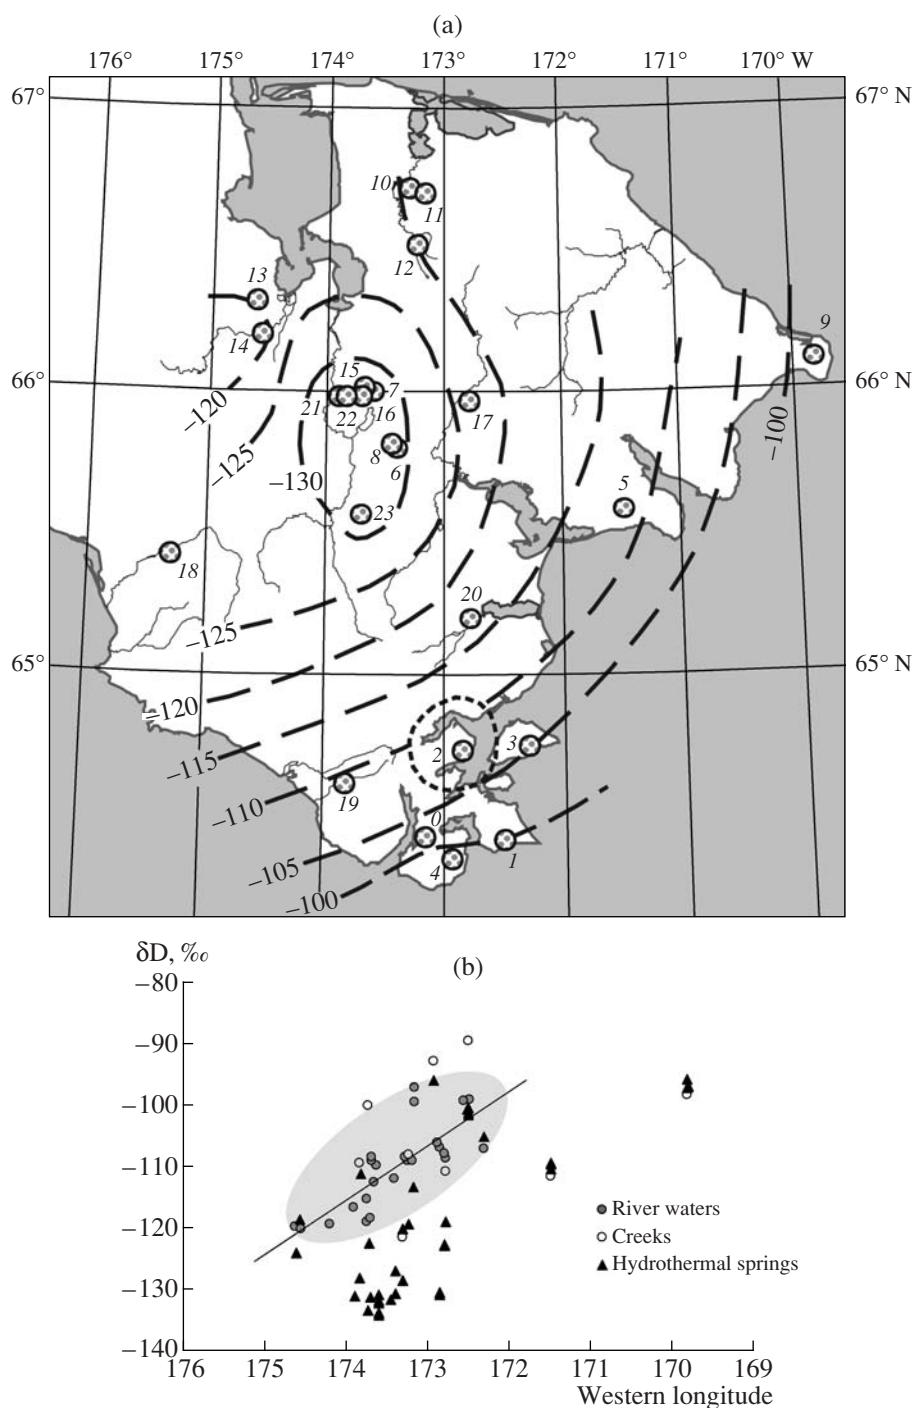 (a)
176° 175° 174° 173° 172° 171° 170° W
67° 67° N
10
11
12
13
14
9
15 7
66° 66° N
21 22 16 17
−120
−100
−125
8
6
5
−130
23
18
20
−125
65° 65° N
−120
3
2
−115
19
−110
0
1
4
−105
−100
δD, ‰
(b)
−80
−90
−100
−110
River waters
−120
Creeks
Hydrothermal springs
−130
−140
176 175 174 173 172 171 170 169
Western longitude